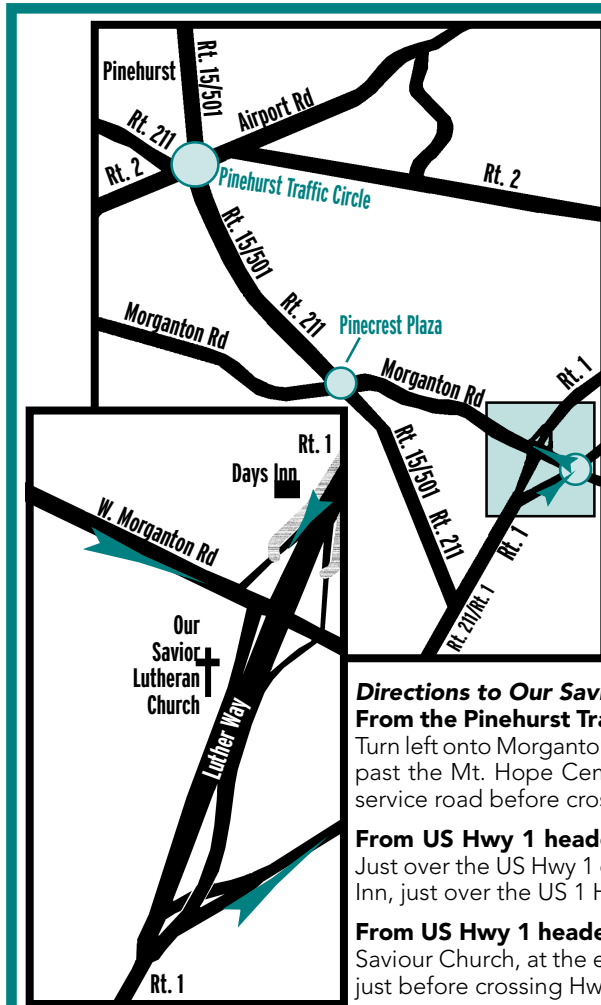 Pinehurst
Rt. 15/501
Airport Rd
Rt. 211
Rt. 2
Pinehurst Traffic Circle
Rt. 2
Rt. 15/501
Rt. 211
Morganton Rd
Pinecrest Plaza
Morganton Rd
Rt. 1
Rt. 15/501
Rt. 211
Rt. 1
Rt. 211/Rt. 1
Rt. 1
Days Inn
W. Morganton Rd
Our
Savior
Lutheran
Church
Luther Way
Rt. 1
Directions to Our Savi
From the Pinehurst Tra
Turn left onto Morganto
past the Mt. Hope Cem
service road before cros
From US Hwy 1 heade
Just over the US Hwy 1 e
Inn, just over the US 1 H
From US Hwy 1 heade
Saviour Church, at the e
just before crossing Hw